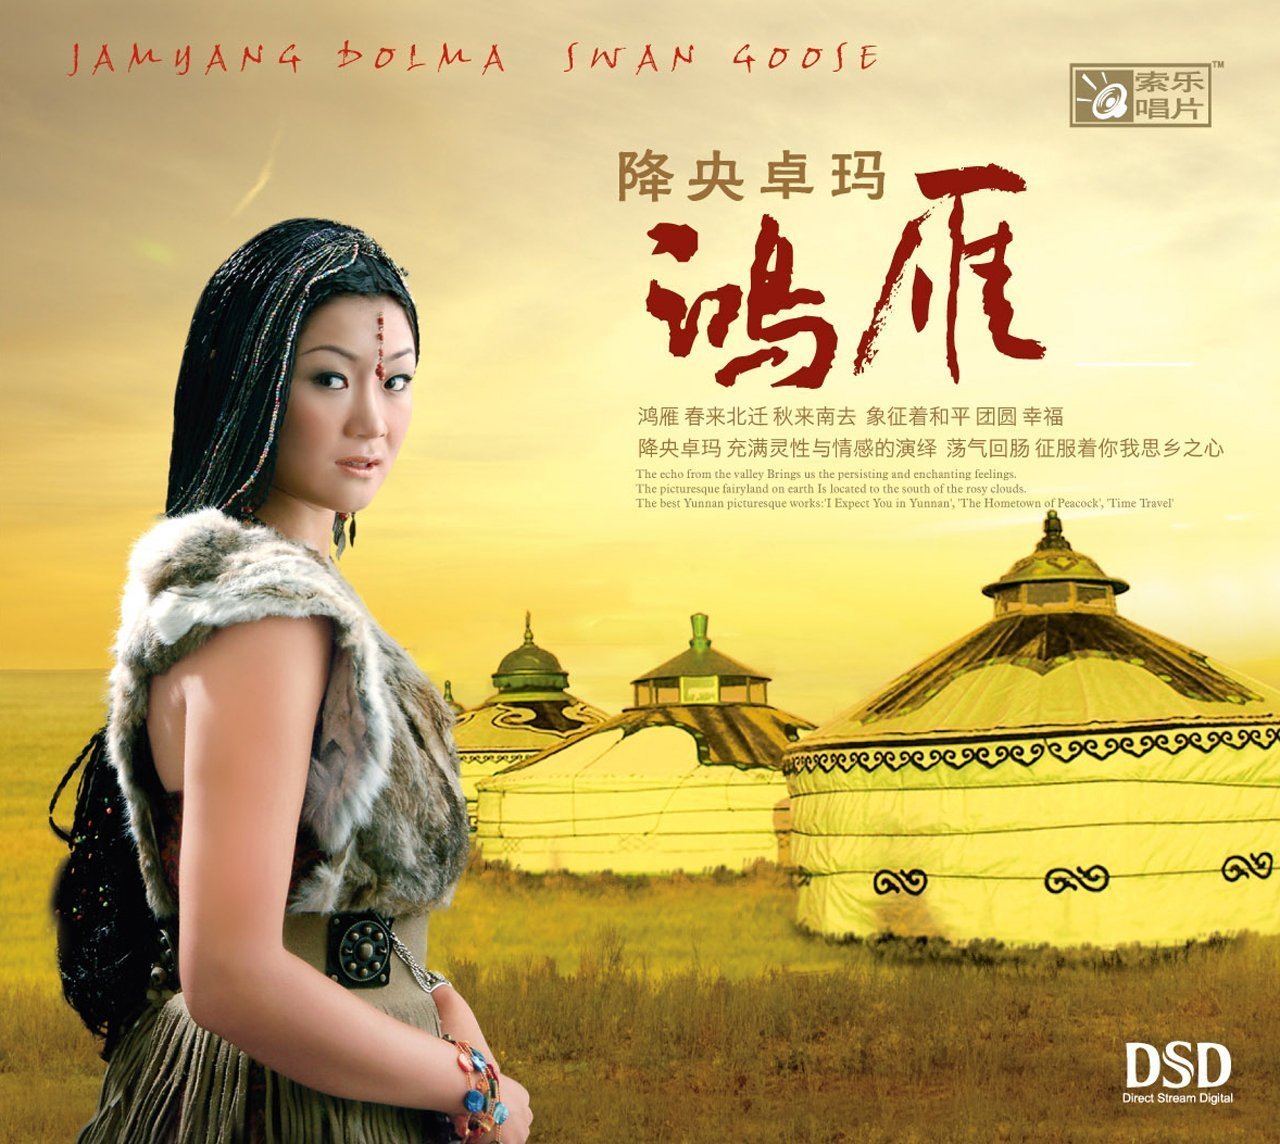 JAMYANG DOLMA SWAN GOOSE
索乐
唱片
TM
降央卓玛
鸿雁
鸿雁 春来北迁 秋来南去 象征着和平 团圆 幸福
降央卓玛 充满灵性与情感的演绎 荡气回肠 征服着你我思乡之心
The echo from the valley Brings us the persisting and enchanting feelings.
The picturesque fairyland on earth Is located to the south of the rosy clouds.
The best Yunnan picturesque works:'I Expect You in Yunnan', 'The Hometown of Peacock', 'Time Travel'
DSD
Direct Stream Digital